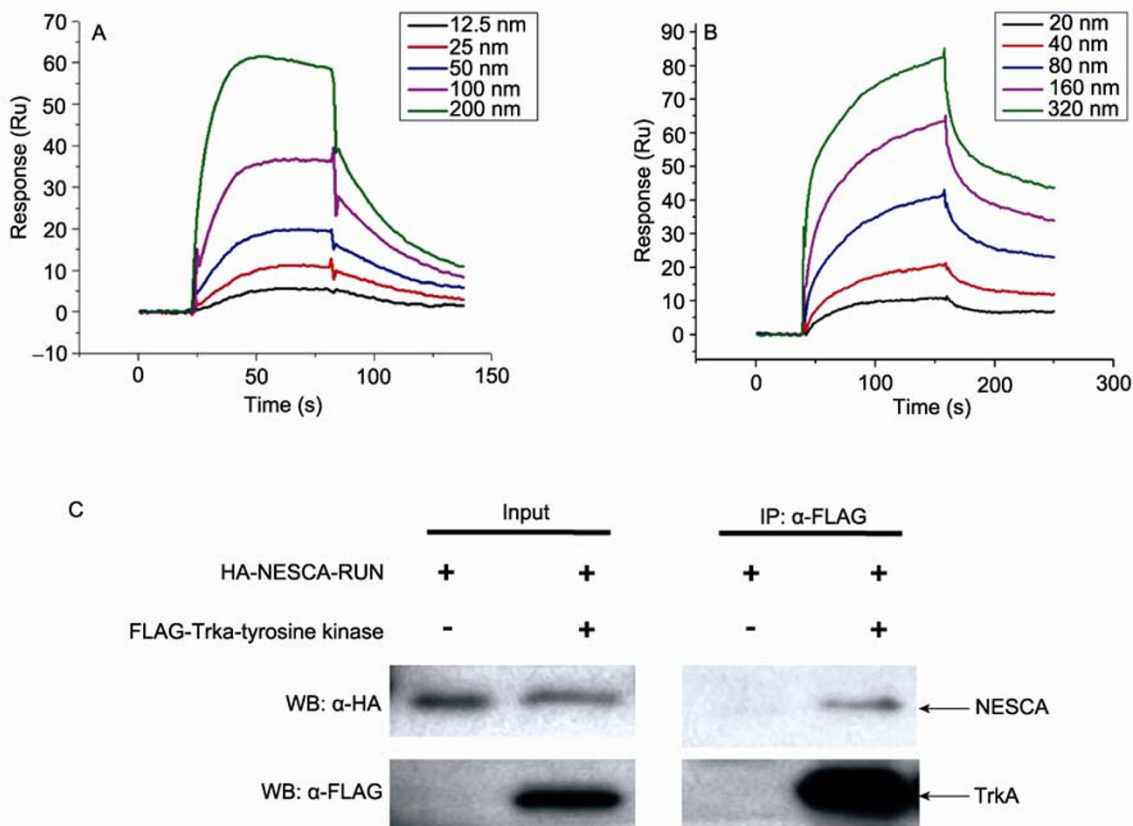 A
12.5 nm
25 nm
50 nm
100 nm
200 nm
70
60
50
40
30
20
10
0
–10
Response (Ru)
0 50 100 150
Time (s)
B
20 nm
40 nm
80 nm
160 nm
320 nm
90
80
70
60
50
40
30
20
10
0
Response (Ru)
0 100 200 300
Time (s)
C
Input IP: α-FLAG
HA-NESCA-RUN + + + +
FLAG-Trka-tyrosine kinase - + - +
WB: α-HA NESCA
WB: α-FLAG TrkA